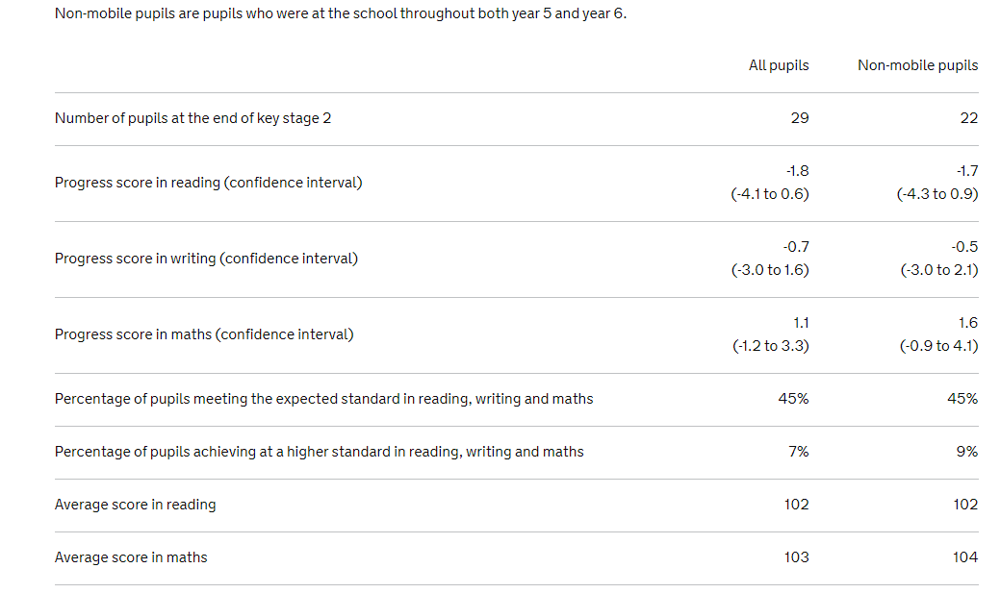 Non-mobile pupils are pupils who were at the school throughout both year 5 and year 6.
All pupils Non-mobile pupils
Number of pupils at the end of key stage 2 29 22
Progress score in reading (confidence interval) -1.8 (-4.1 to 0.6) -1.7 (-4.3 to 0.9)
Progress score in writing (confidence interval) -0.7 (-3.0 to 1.6) -0.5 (-3.0 to 2.1)
Progress score in maths (confidence interval) 1.1 (-1.2 to 3.3) 1.6 (-0.9 to 4.1)
Percentage of pupils meeting the expected standard in reading, writing and maths 45% 45%
Percentage of pupils achieving at a higher standard in reading, writing and maths 7% 9%
Average score in reading 102 102
Average score in maths 103 104